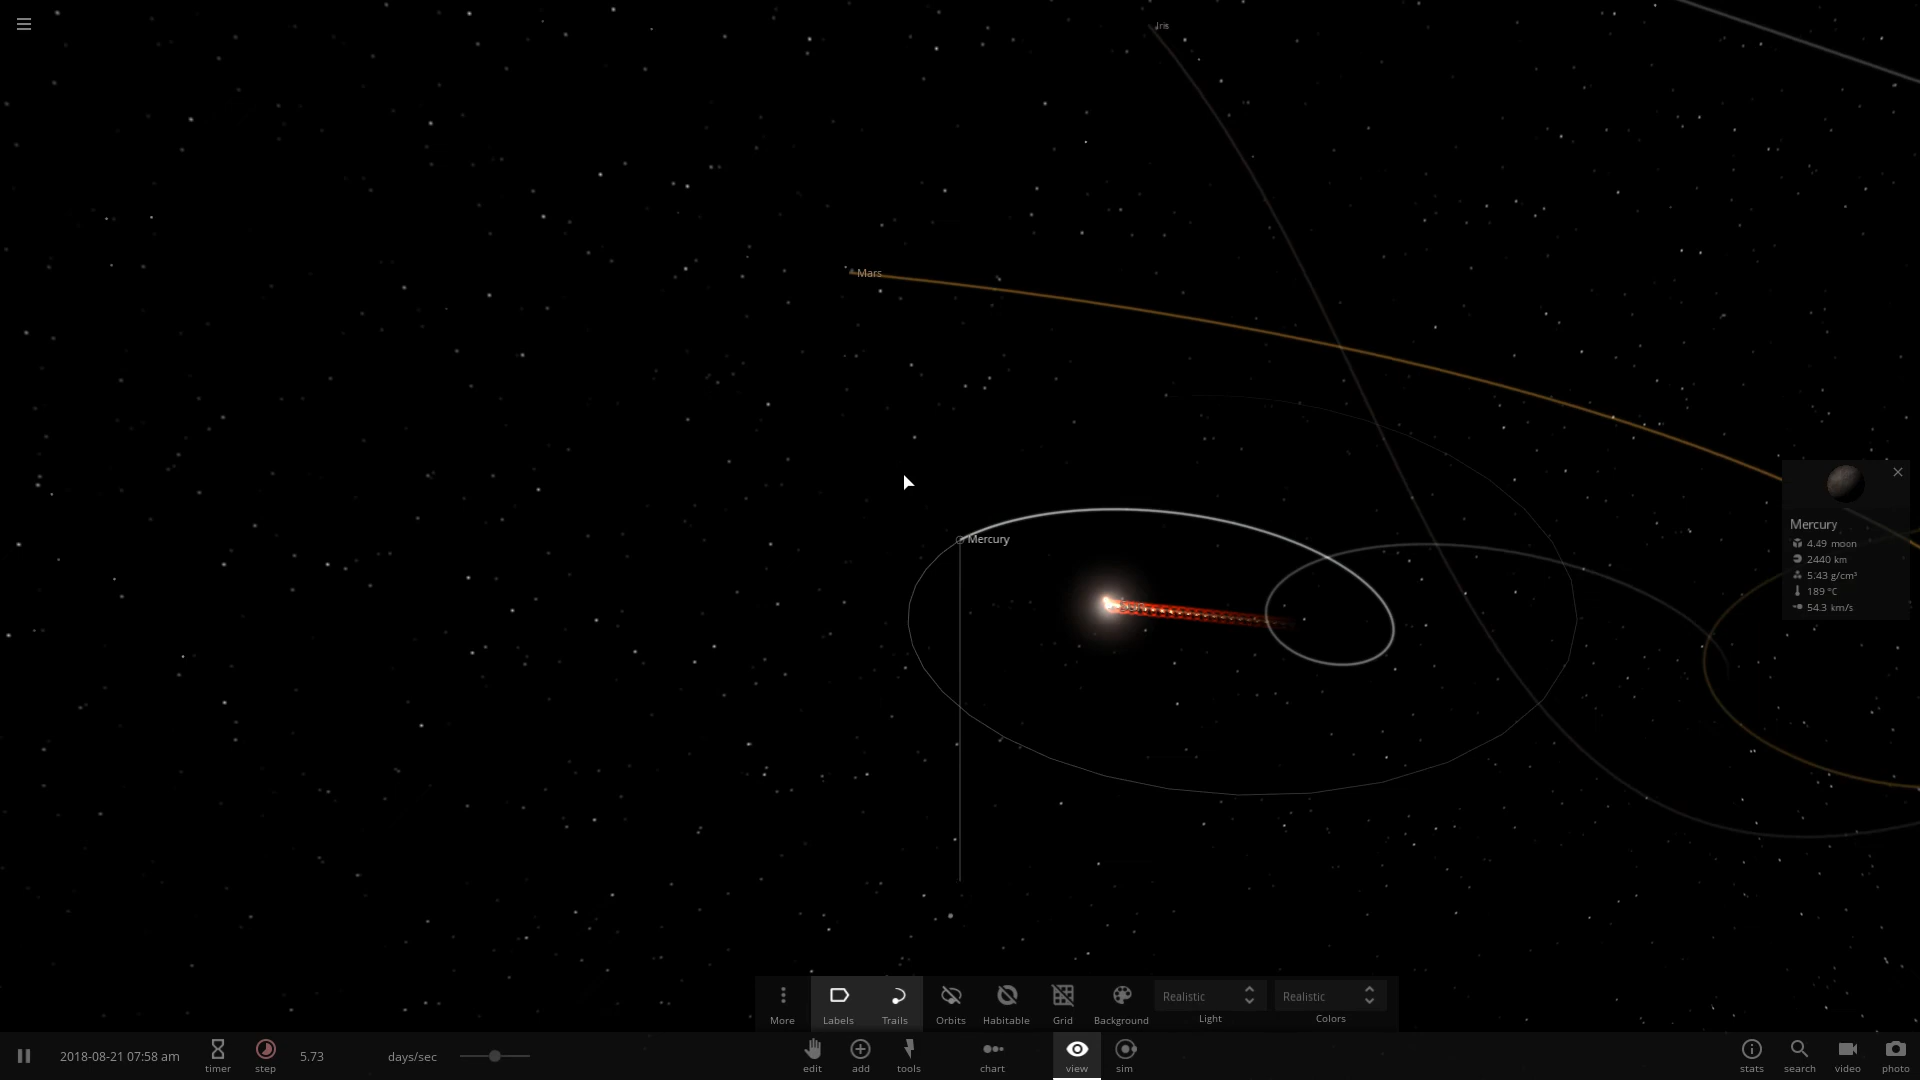 Iris
Mars
Mercury
Mercury
4.49 moon
2440 km
5.43 g/cm³
189 °C
54.3 km/s
More
Labels
Trails
Orbits
Habitable
Grid
Background
Realistic
Light
Realistic
Colors
2018-08-21 07:58 am
timer
step
5.73
days/sec
edit
add
tools
chart
view
sim
stats
search
video
photo